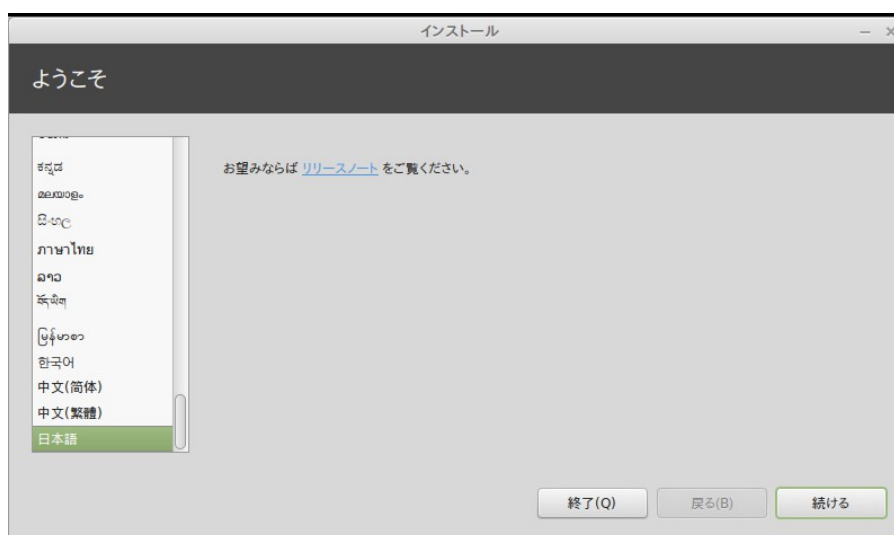 インストール
ようこそ
ಕನ್ನಡ
മലയാളം
සිංහල
ภาษาไทย
ລາວ
བོད་ཡིག
မြန်မာစာ
한국어
中文(简体)
中文(繁體)
日本語
お望みならば リリースノート をご覧ください。
終了(Q)
戻る(B)
続ける